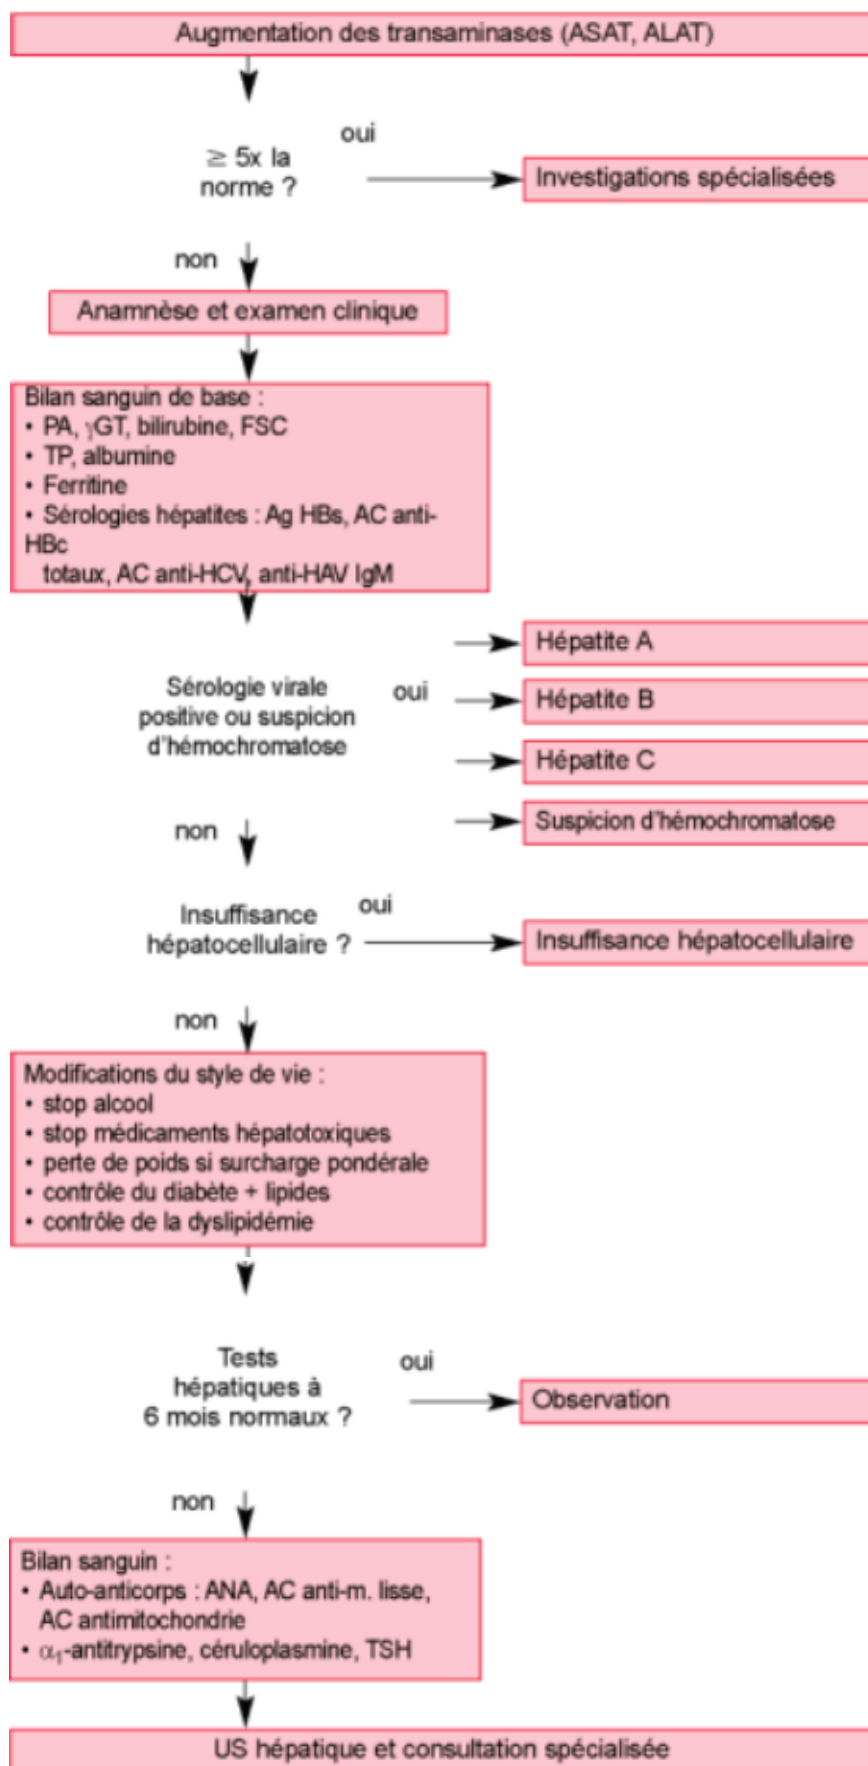 Augmentation des transaminases (ASAT, ALAT)
oui
≥ 5x la
norme ?
Investigations spécialisées
non
Anamnèse et examen clinique
Bilan sanguin de base :
• PA, γGT, bilirubine, FSC
• TP, albumine
• Ferritine
• Sérologies hépatites : Ag HBs, AC anti-
HBc
totaux, AC anti-HCV, anti-HAV IgM
Hépatite A
Sérologie virale
positive ou suspicion
d'hémochromatose
oui
Hépatite B
Hépatite C
Suspicion d'hémochromatose
non
Insuffisance
hépatocellulaire ?
oui
Insuffisance hépatocellulaire
non
Modifications du style de vie :
• stop alcool
• stop médicaments hépatotoxiques
• perte de poids si surcharge pondérale
• contrôle du diabète + lipides
• contrôle de la dyslipidémie
Tests
hépatiques à
6 mois normaux ?
oui
Observation
non
Bilan sanguin :
• Auto-anticorps : ANA, AC anti-m. lisse,
AC antimitochondrie
• α1-antitrypsine, céruloplasmine, TSH
US hépatique et consultation spécialisée